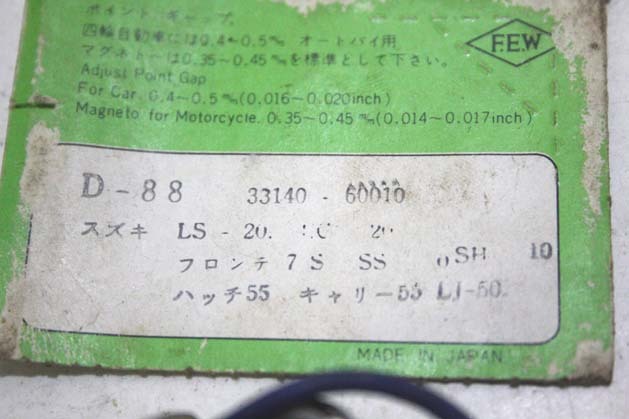 ポイント・ギャップ
四輪自動車には0.4～0.5㎜ オートバイ用
マグネトーは0.35～0.45㎜を標準として下さい。
Adjust Point Gap
For Car. 0.4～0.5㎜(0.016～0.020inch)
Magneto for Motorcycle. 0.35～0.45㎜(0.014～0.017inch)
F.E.W
D-88 33140-60010
スズキ LS-20. 20
フロンテ 7S SS SH 10
ハッチ55 キャリー55
MADE IN JAPAN